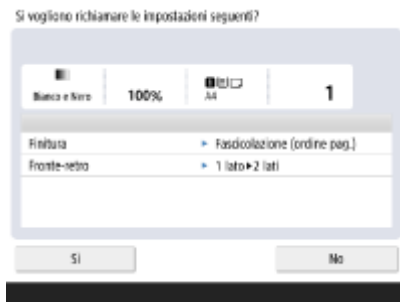 Si vogliono richiamare le impostazioni seguenti?
Bianco e Nero
100%
1
A4
1
Finitura ► Fascicolazione (ordine pag.)
Fronte-retro ► 1 lato►2 lati
Sì
No